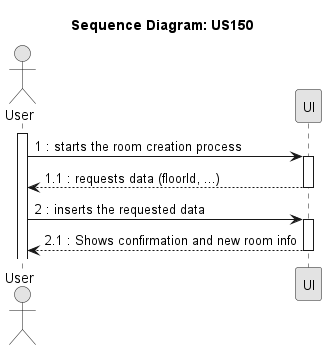 Sequence Diagram: US150
User
UI
1 : starts the room creation process
1.1 : requests data (floorId, ...)
2 : inserts the requested data
2.1 : Shows confirmation and new room info
User
UI